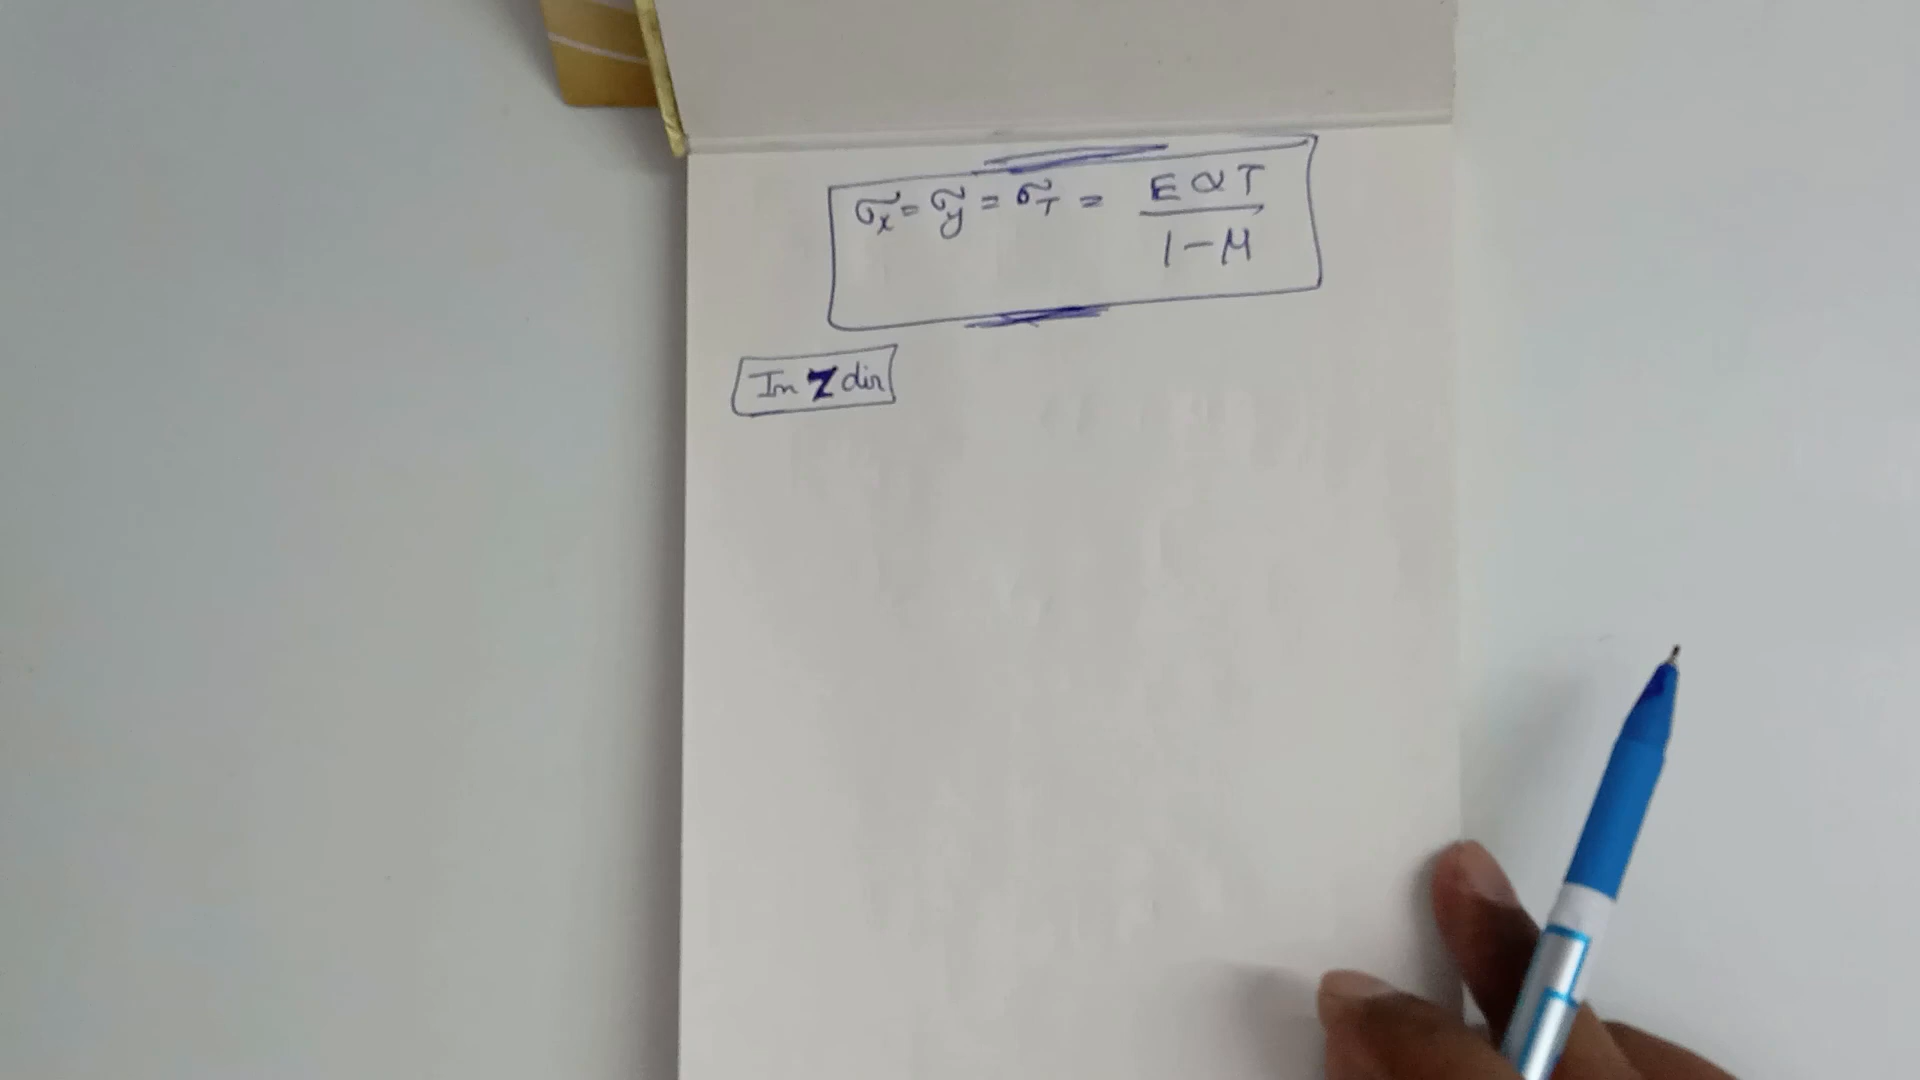 σx = σy = σT = EαT / 1-μ
In Z dir